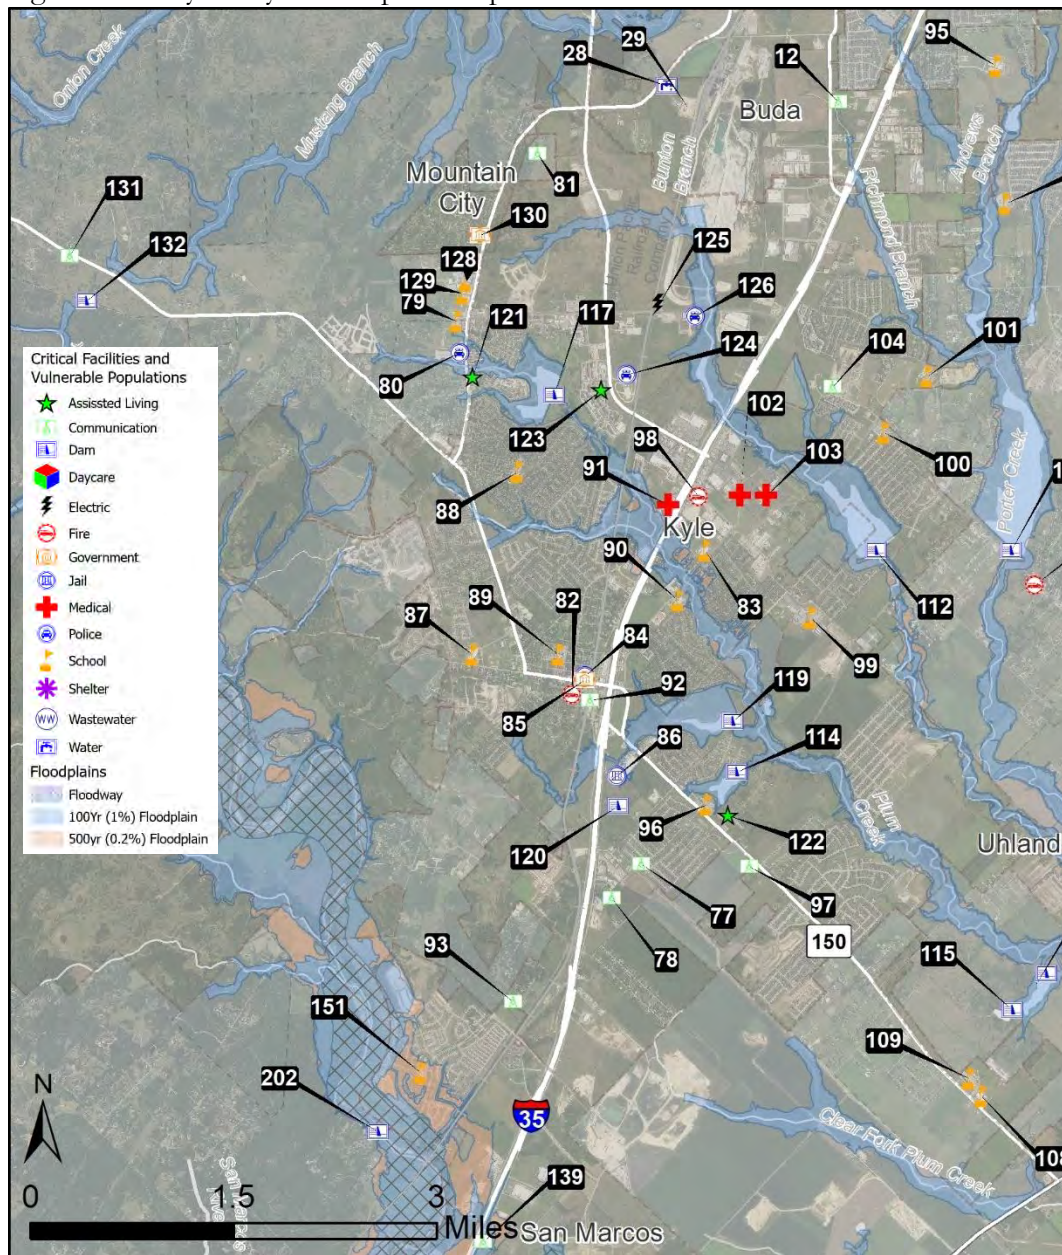 29
28
12
95
Buda
Onion Creek
Mustang Branch
Andrews
Branch
Bunton
Branch
Mountain
City
81
Richmond Branch
130
131
132
125
128
129
79
121
117
126
124
104
101
80
123
102
98
103
100
91
88
Kyle
Porter Creek
90
83
112
87
89
82
84
99
119
92
85
86
114
Plum
Creek
96
122
120
Uhland
77
97
78
150
93
115
151
109
202
108
Clear Fork Plum Creek
35
139
San Marcos
Critical Facilities and
Vulnerable Populations
Assissted Living
Communication
Dam
Daycare
Electric
Fire
Government
Jail
Medical
Police
School
Shelter
WW Wastewater
Water
Floodplains
Floodway
100Yr (1%) Floodplain
500yr (0.2%) Floodplain
N
0 1.5 3
Miles